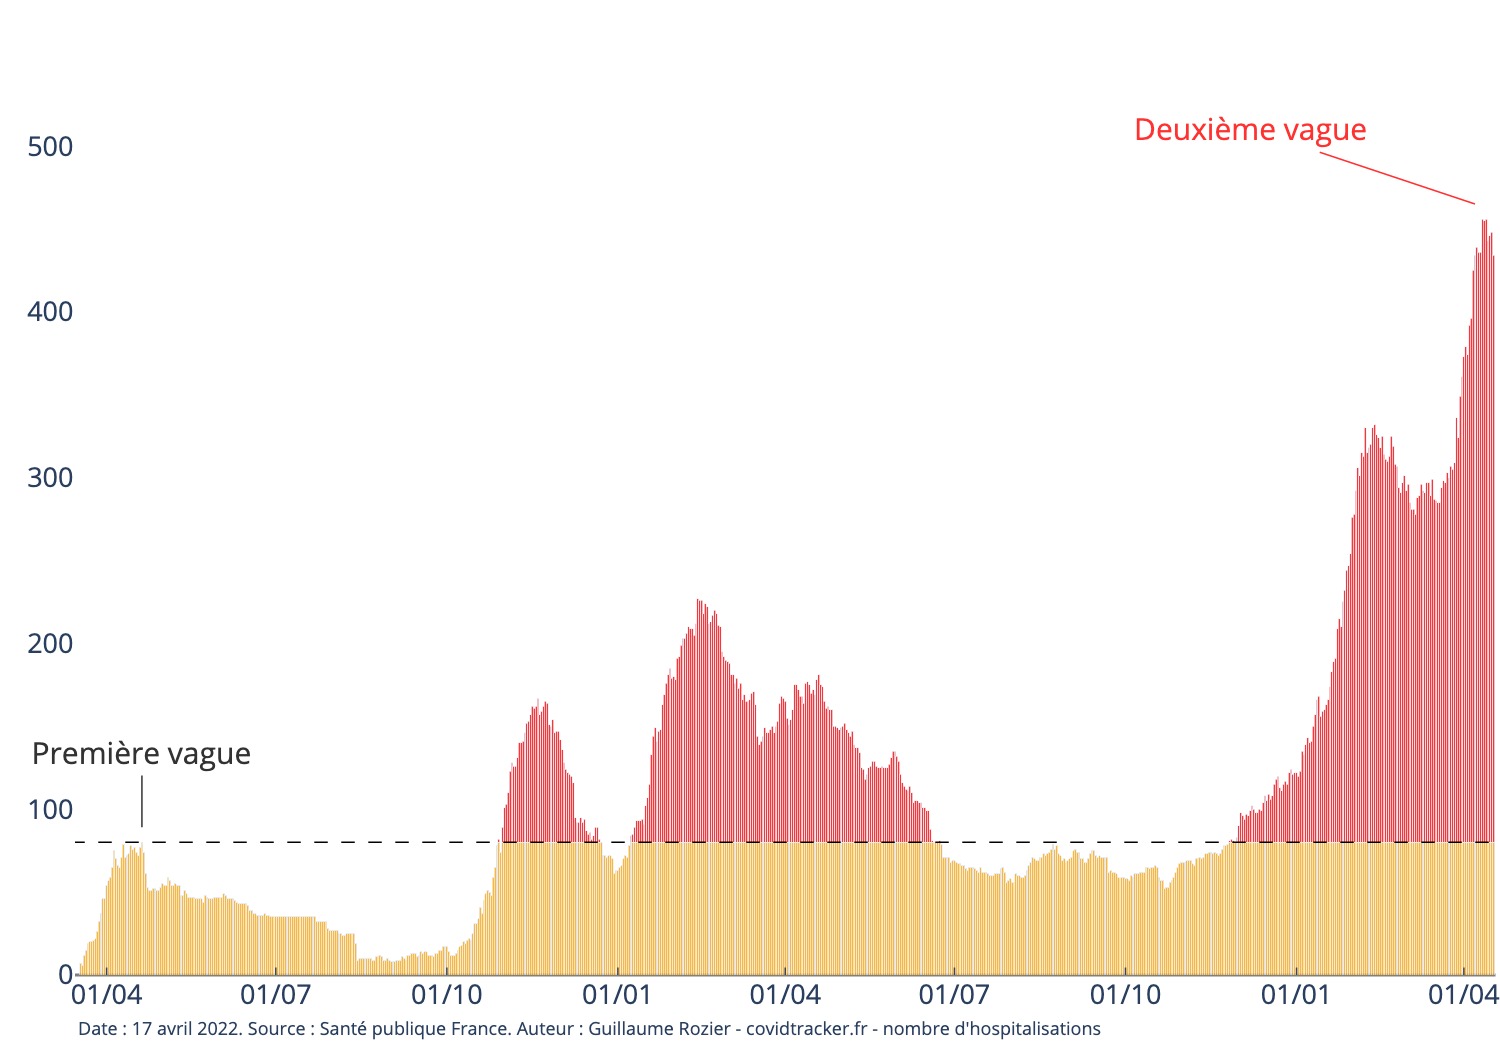 Deuxième vague
500
400
300
200
Première vague
100
0
01/04 01/07 01/10 01/01 01/04 01/07 01/10 01/01 01/04
Date : 17 avril 2022. Source : Santé publique France. Auteur : Guillaume Rozier - covidtracker.fr - nombre d'hospitalisations